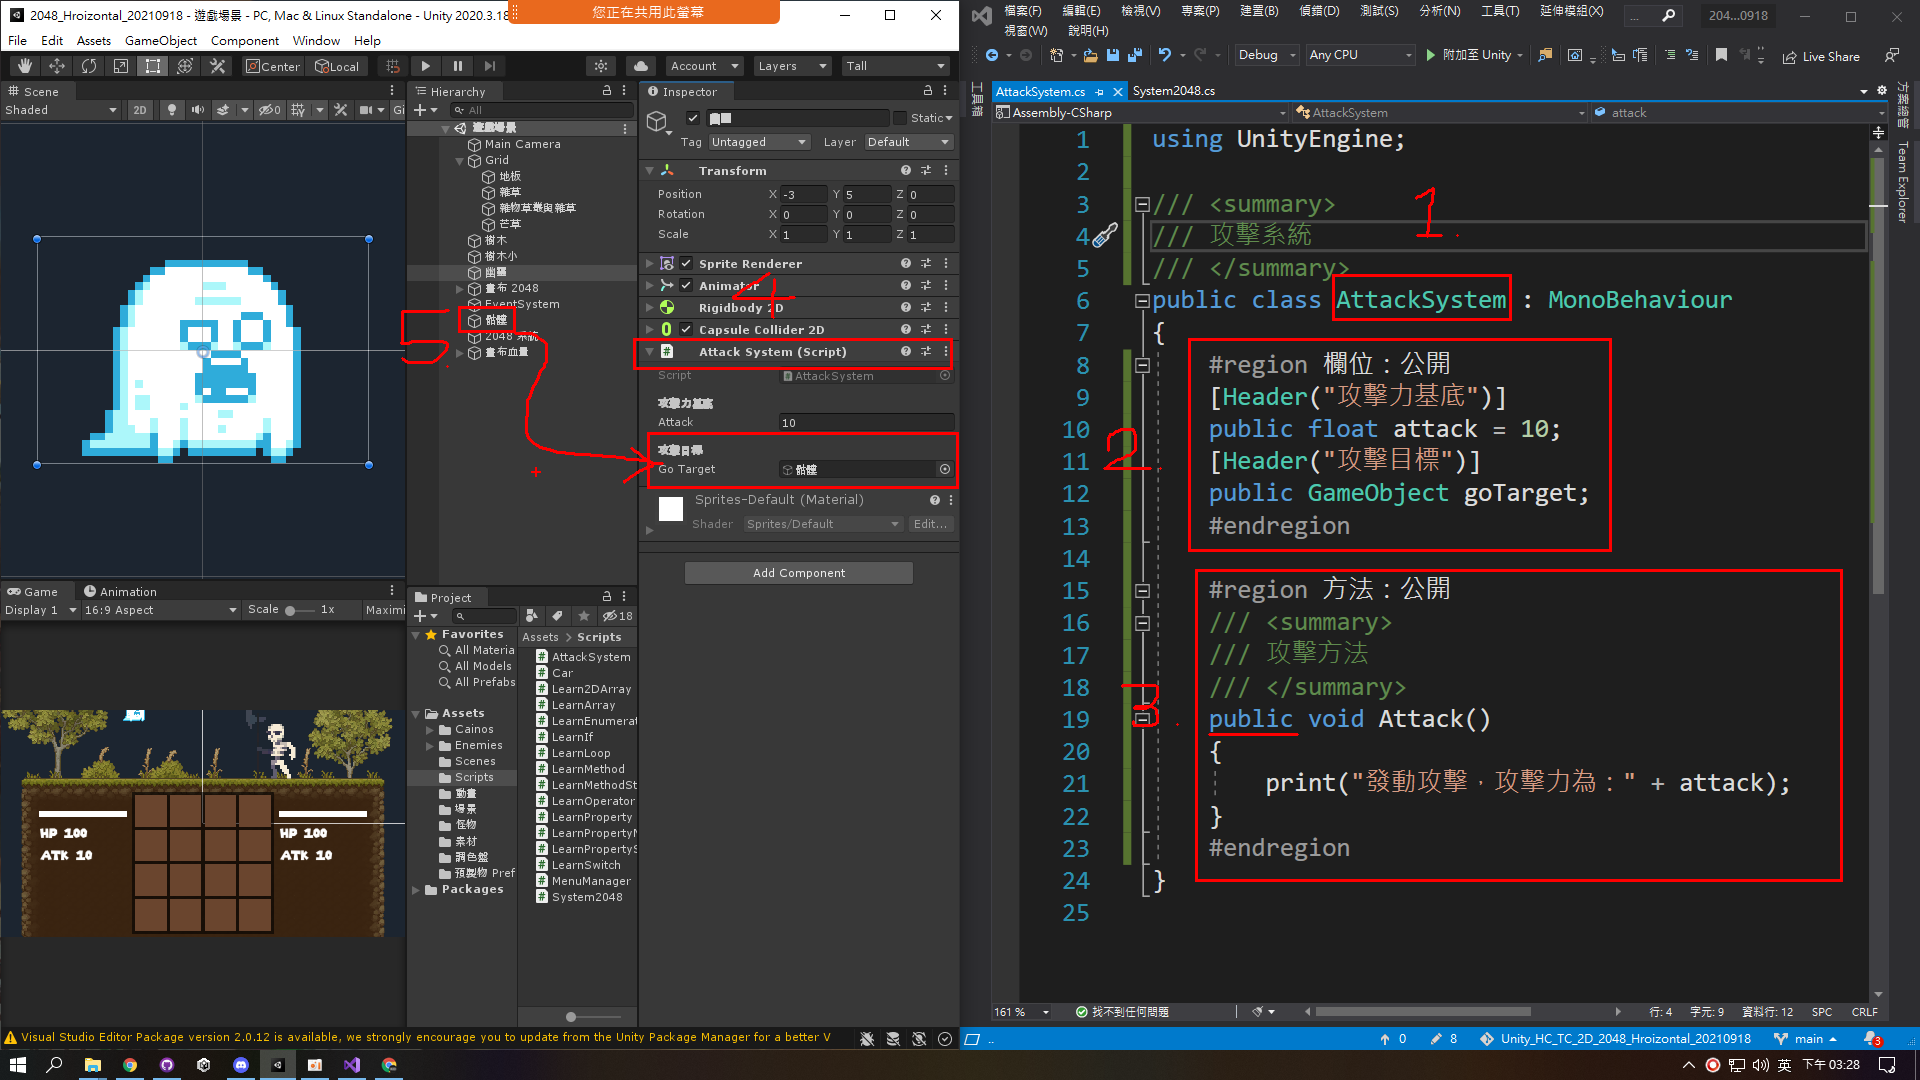 2048_Hroizontal_20210918 - 遊戲場景 - PC, Mac & Linux Standalone - Unity 2020.3.18
您正在共用此螢幕
File Edit Assets GameObject Component Window Help
Center Local
Account Layers Tall
Scene
Shaded 2D 0 Gi
Hierarchy
All
遊戲場景
Main Camera
Grid
地板
雜草
雜物草叢與雜草
芒草
樹木
樹木小
幽靈
畫布 2048
EventSystem
骷髏
2048 系統
畫布血量
5
Inspector
幽靈 Static
Tag Untagged Layer Default
Transform
Position X -3 Y 5 Z 0
Rotation X 0 Y 0 Z 0
Scale X 1 Y 1 Z 1
Sprite Renderer
Animator
4
Rigidbody 2D
Capsule Collider 2D
Attack System (Script)
Script AttackSystem
攻擊力基底
Attack 10
攻擊目標
Go Target 骷髏
Sprites-Default (Material)
Shader Sprites/Default Edit...
Add Component
Game Animation
Display 1 16:9 Aspect Scale 1x Maximi
HP 100
ATK 10
HP 100
ATK 10
Project
18
Favorites
All Materia
All Models
All Prefabs
Assets
Cainos
Enemies
Scenes
Scripts
動畫
場景
怪物
素材
調色盤
預製物 Pref
Packages
Assets > Scripts
AttackSystem
Car
Learn2DArray
LearnArray
LearnEnumerat
LearnIf
LearnLoop
LearnMethod
LearnMethodSt
LearnOperator
LearnProperty
LearnPropertyM
LearnPropertyS
LearnSwitch
MenuManager
System2048
Visual Studio Editor Package version 2.0.12 is available, we strongly encourage you to update from the Unity Package Manager for a better V
檔案(F) 編輯(E) 檢視(V) 專案(P) 建置(B) 偵錯(D) 測試(S) 分析(N) 工具(T) 延伸模組(X)
視窗(W) 說明(H)
... 204...0918
Debug Any CPU 附加至 Unity Live Share
工具箱
AttackSystem.cs System2048.cs
Assembly-CSharp AttackSystem attack
方案總管
Team Explorer
1 using UnityEngine;
2
3 /// <summary>
1
4 /// 攻擊系統
5 /// </summary>
6 public class AttackSystem : MonoBehaviour
7 {
8 #region 欄位：公開
9 [Header("攻擊力基底")]
10 public float attack = 10;
2
11 [Header("攻擊目標")]
12 public GameObject goTarget;
13 #endregion
14
15 #region 方法：公開
16 /// <summary>
17 /// 攻擊方法
18 /// </summary>
3
19 public void Attack()
20 {
21 print("發動攻擊，攻擊力為：" + attack);
22 }
23 #endregion
24 }
25
161 % 找不到任何問題 行: 4 字元: 9 資料行: 12 SPC CRLF
0 8 Unity_HC_TC_2D_2048_Hroizontal_20210918 main 3
英 下午 03:28